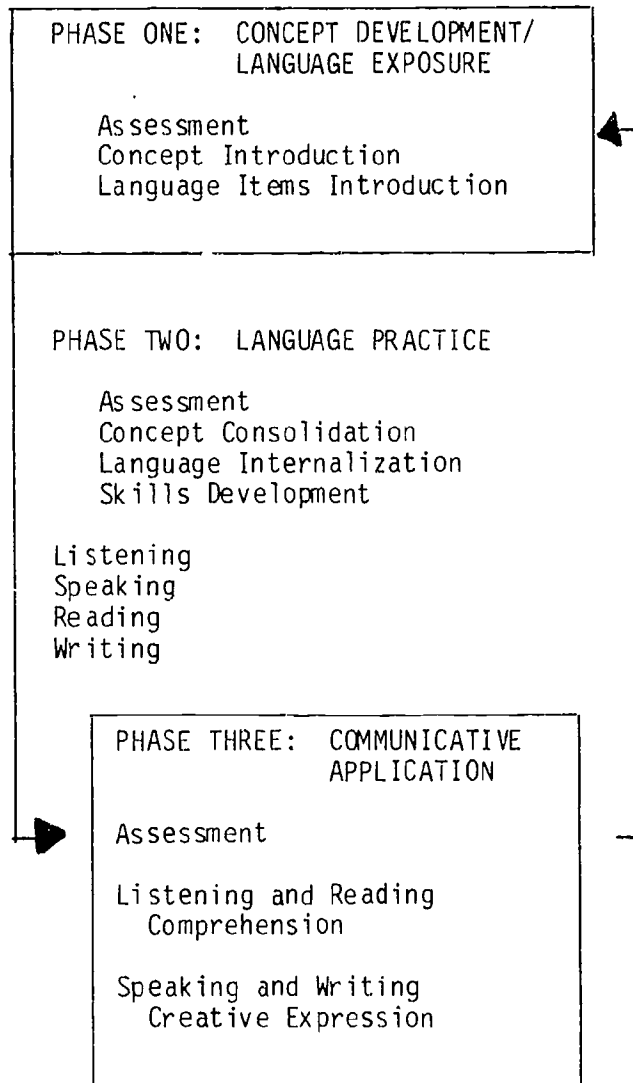 PHASE ONE: CONCEPT DEVELOPMENT/
LANGUAGE EXPOSURE
Assessment
Concept Introduction
Language Items Introduction
PHASE TWO: LANGUAGE PRACTICE
Assessment
Concept Consolidation
Language Internalization
Skills Development
Listening
Speaking
Reading
Writing
PHASE THREE: COMMUNICATIVE
APPLICATION
Assessment
Listening and Reading
Comprehension
Speaking and Writing
Creative Expression